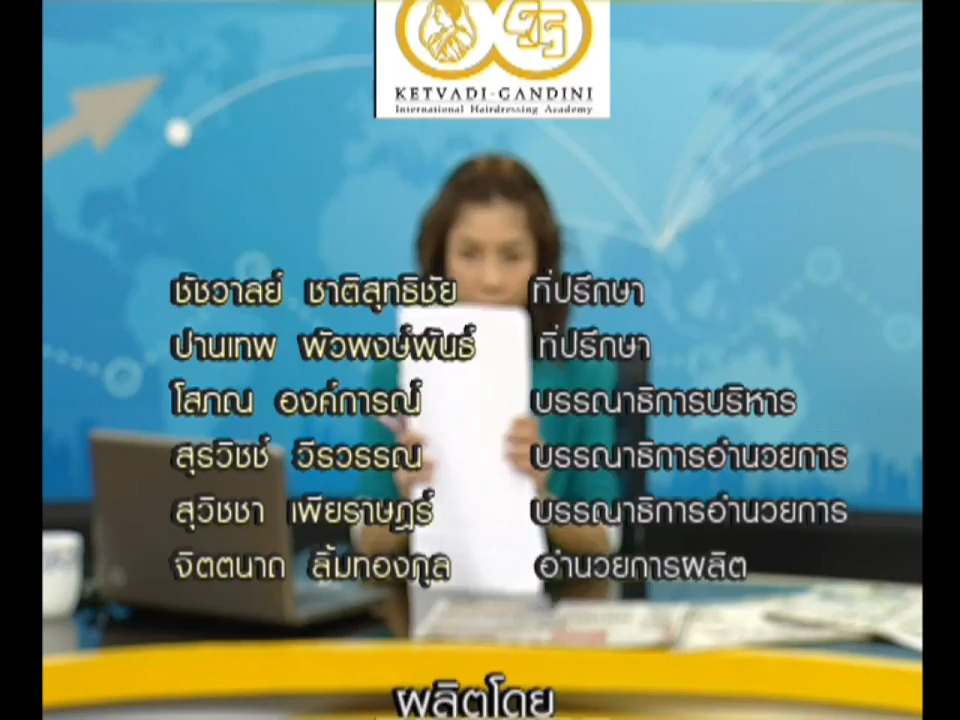 KETVADI-GANDINI
International Hairdressing Academy
ชัชวาลย์ ชาติสุทธิชัย ที่ปรึกษา
ปานเทพ พัวพงษ์พันธ์ ที่ปรึกษา
โสภณ องค์การณ์ บรรณาธิการบริหาร
สุรวิชช์ วีรวรรณ บรรณาธิการอำนวยการ
สุวิชชา เพียราษฎร์ บรรณาธิการอำนวยการ
จิตตนาถ ลิ้มทองกุล อำนวยการผลิต
ผลิตโดย